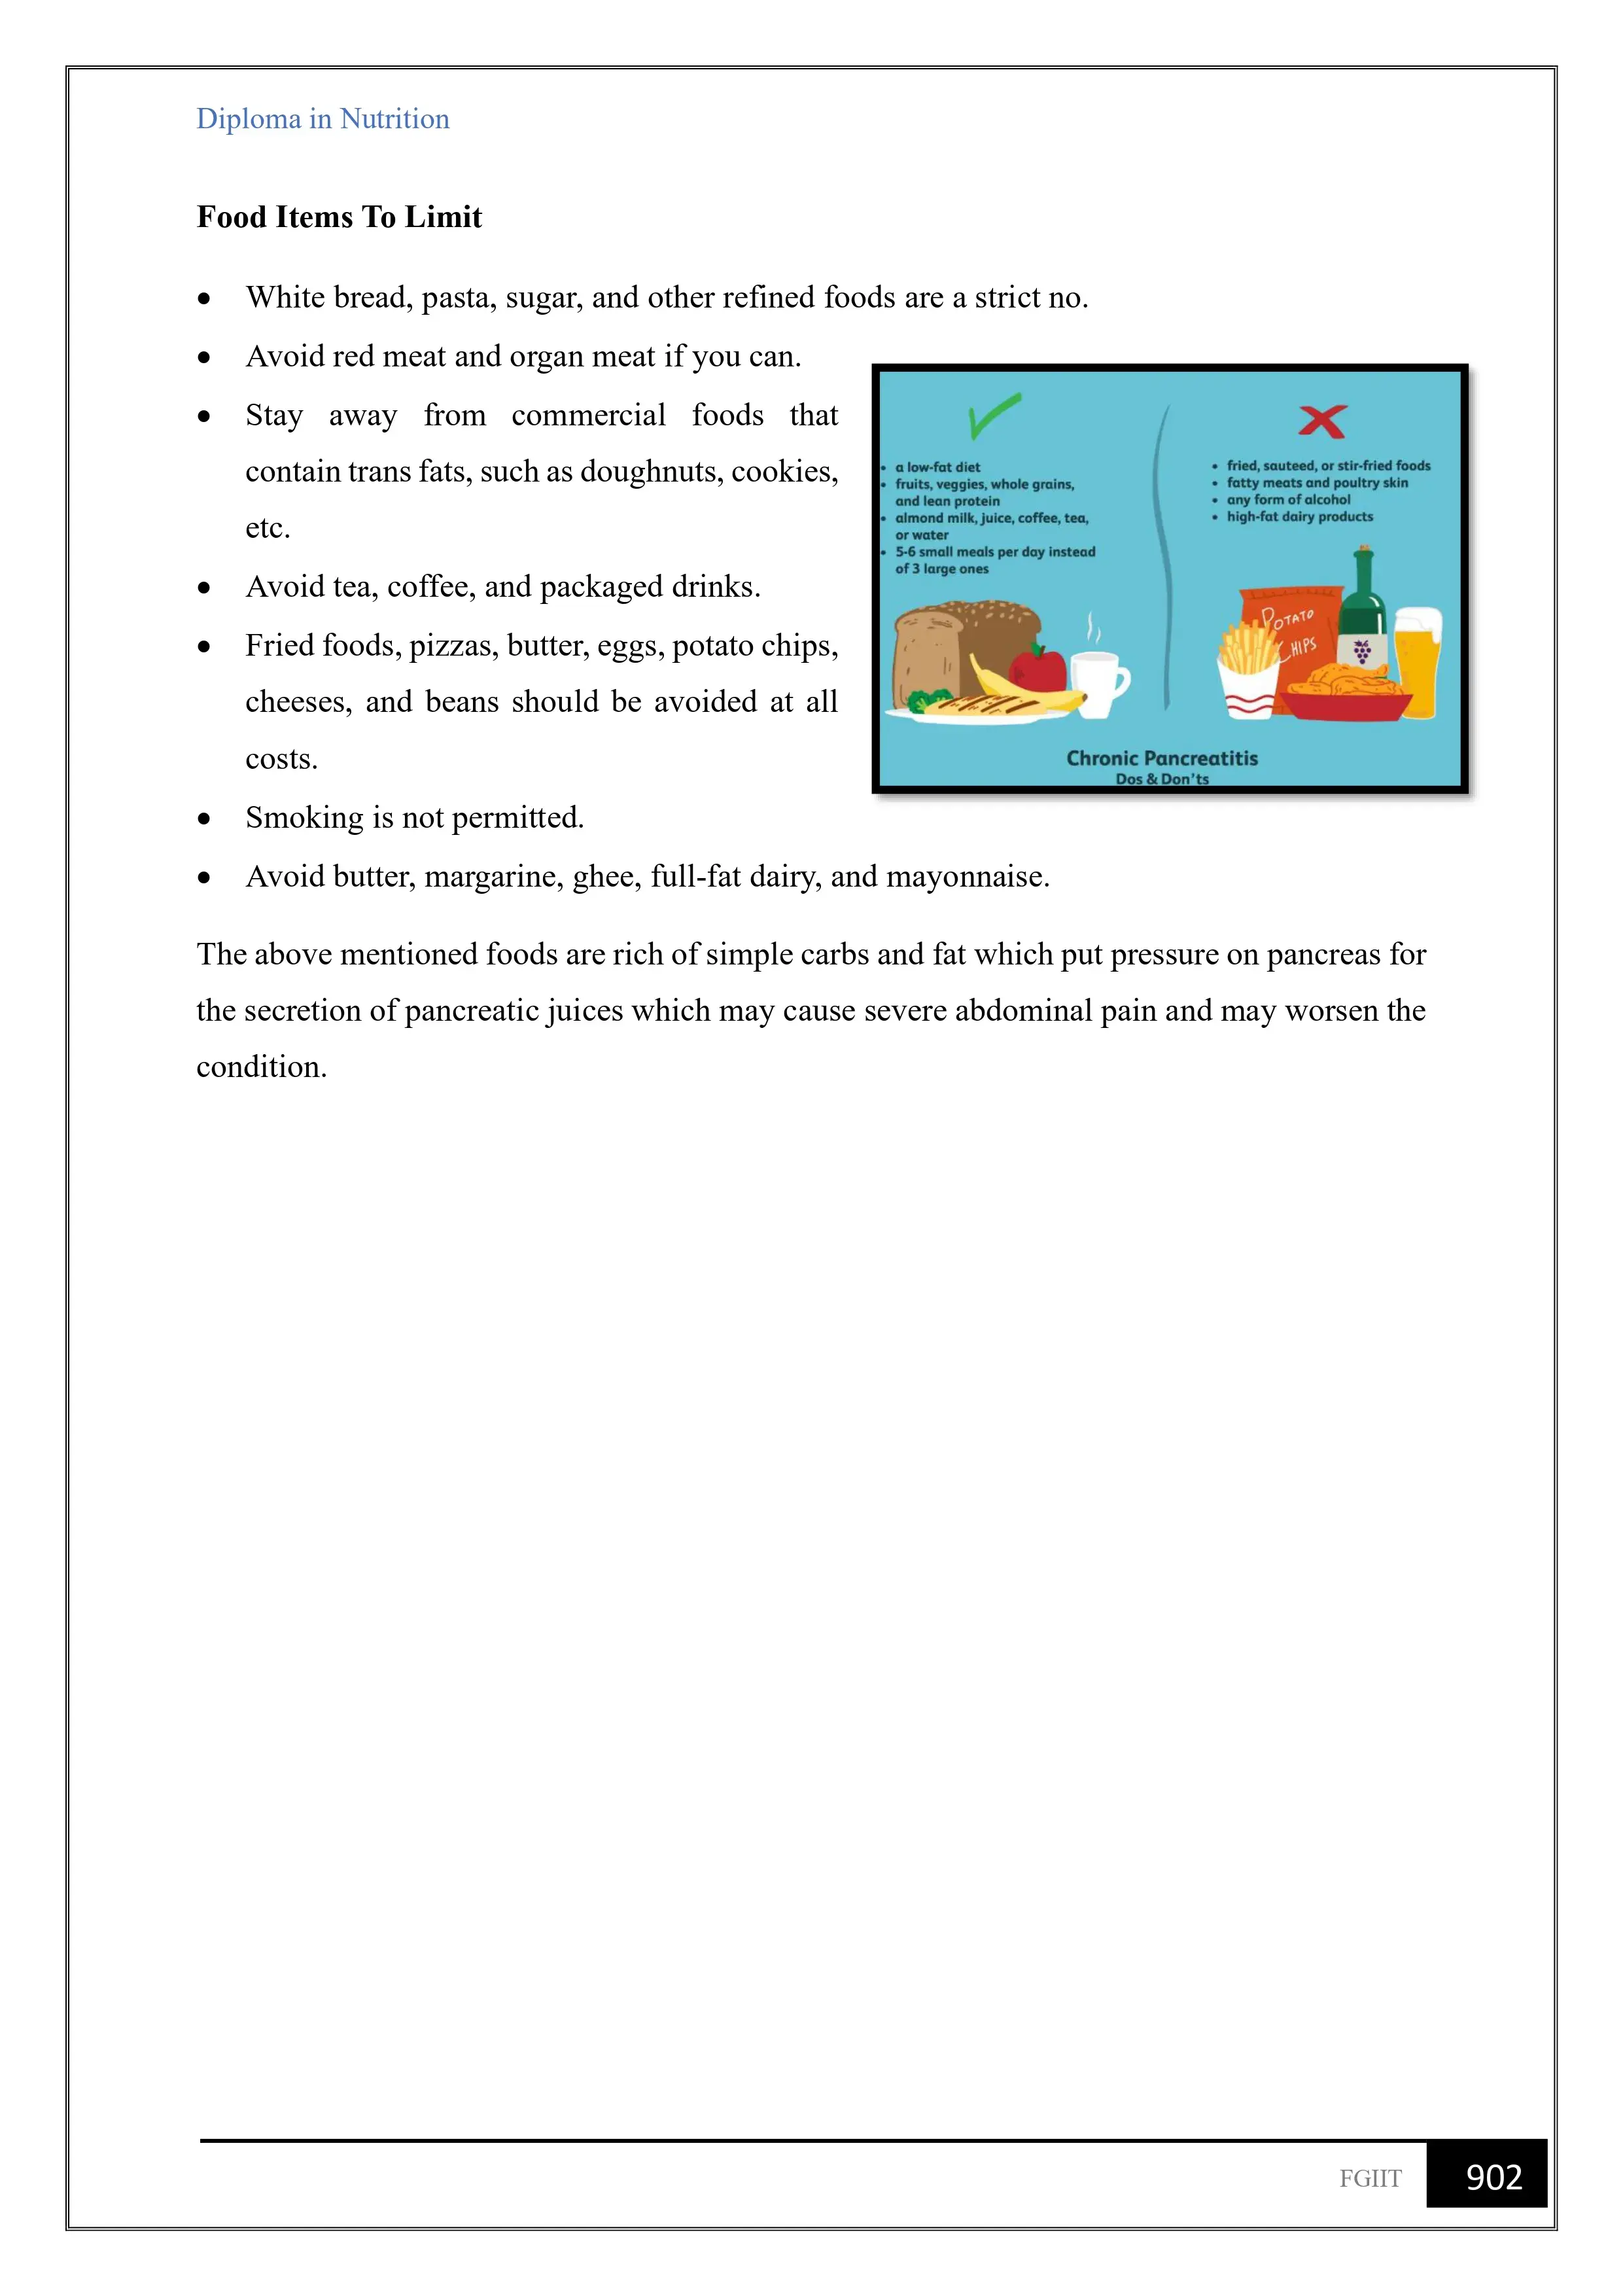 Diploma in Nutrition
Food Items To Limit
• White bread, pasta, sugar, and other refined foods are a strict no.
• Avoid red meat and organ meat if you can.
• Stay away from commercial foods that
contain trans fats, such as doughnuts, cookies,
etc.
• Avoid tea, coffee, and packaged drinks.
• Fried foods, pizzas, butter, eggs, potato chips,
cheeses, and beans should be avoided at all
costs.
• Smoking is not permitted.
• Avoid butter, margarine, ghee, full-fat dairy, and mayonnaise.
• a low-fat diet
• fruits, veggies, whole grains,
and lean protein
• almond milk, juice, coffee, tea,
or water
• 5-6 small meals per day instead
of 3 large ones
• fried, sauteed, or stir-fried foods
• fatty meats and poultry skin
• any form of alcohol
• high-fat dairy products
POTATO
CHIPS
Chronic Pancreatitis
Dos & Don'ts
The above mentioned foods are rich of simple carbs and fat which put pressure on pancreas for
the secretion of pancreatic juices which may cause severe abdominal pain and may worsen the
condition.
FGIIT
902